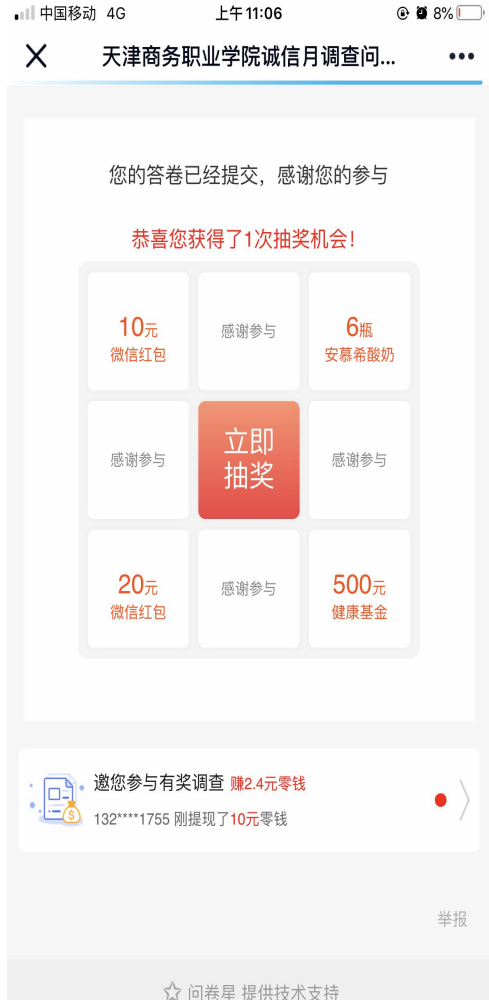 中国移动 4G 上午11:06 8%
天津商务职业学院诚信月调查问...
您的答卷已经提交，感谢您的参与
恭喜您获得了1次抽奖机会！
10元 感谢参与 6瓶
微信红包 安慕希酸奶
感谢参与 立即 感谢参与
抽奖
20元 感谢参与 500元
微信红包 健康基金
邀您参与有奖调查 赚2.4元零钱
132****1755 刚提现了10元零钱
举报
问卷星 提供技术支持